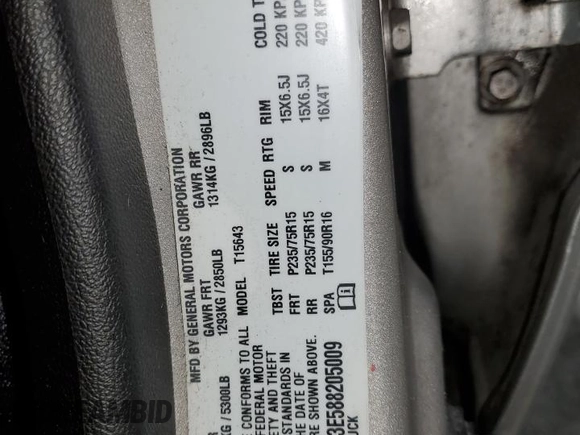 MFD BY GENERAL MOTORS CORPORATION
GAWR FRT GAWR RR
1293KG / 2850LB 1314KG / 2896LB
KG / 5300LB
MODEL T15643
E CONFORMS TO ALL
FEDERAL MOTOR
ETY AND THEFT
STANDARDS IN
THE DATE OF
RE SHOWN ABOVE.
TBST TIRE SIZE SPEED RTG RIM COLD T
FRT P235/75R15 S 15X6.5J 220 KP
RR P235/75R15 S 15X6.5J 220 KP
SPA T155/90R16 M 16X4T 420 KP
3E588205009
UCK